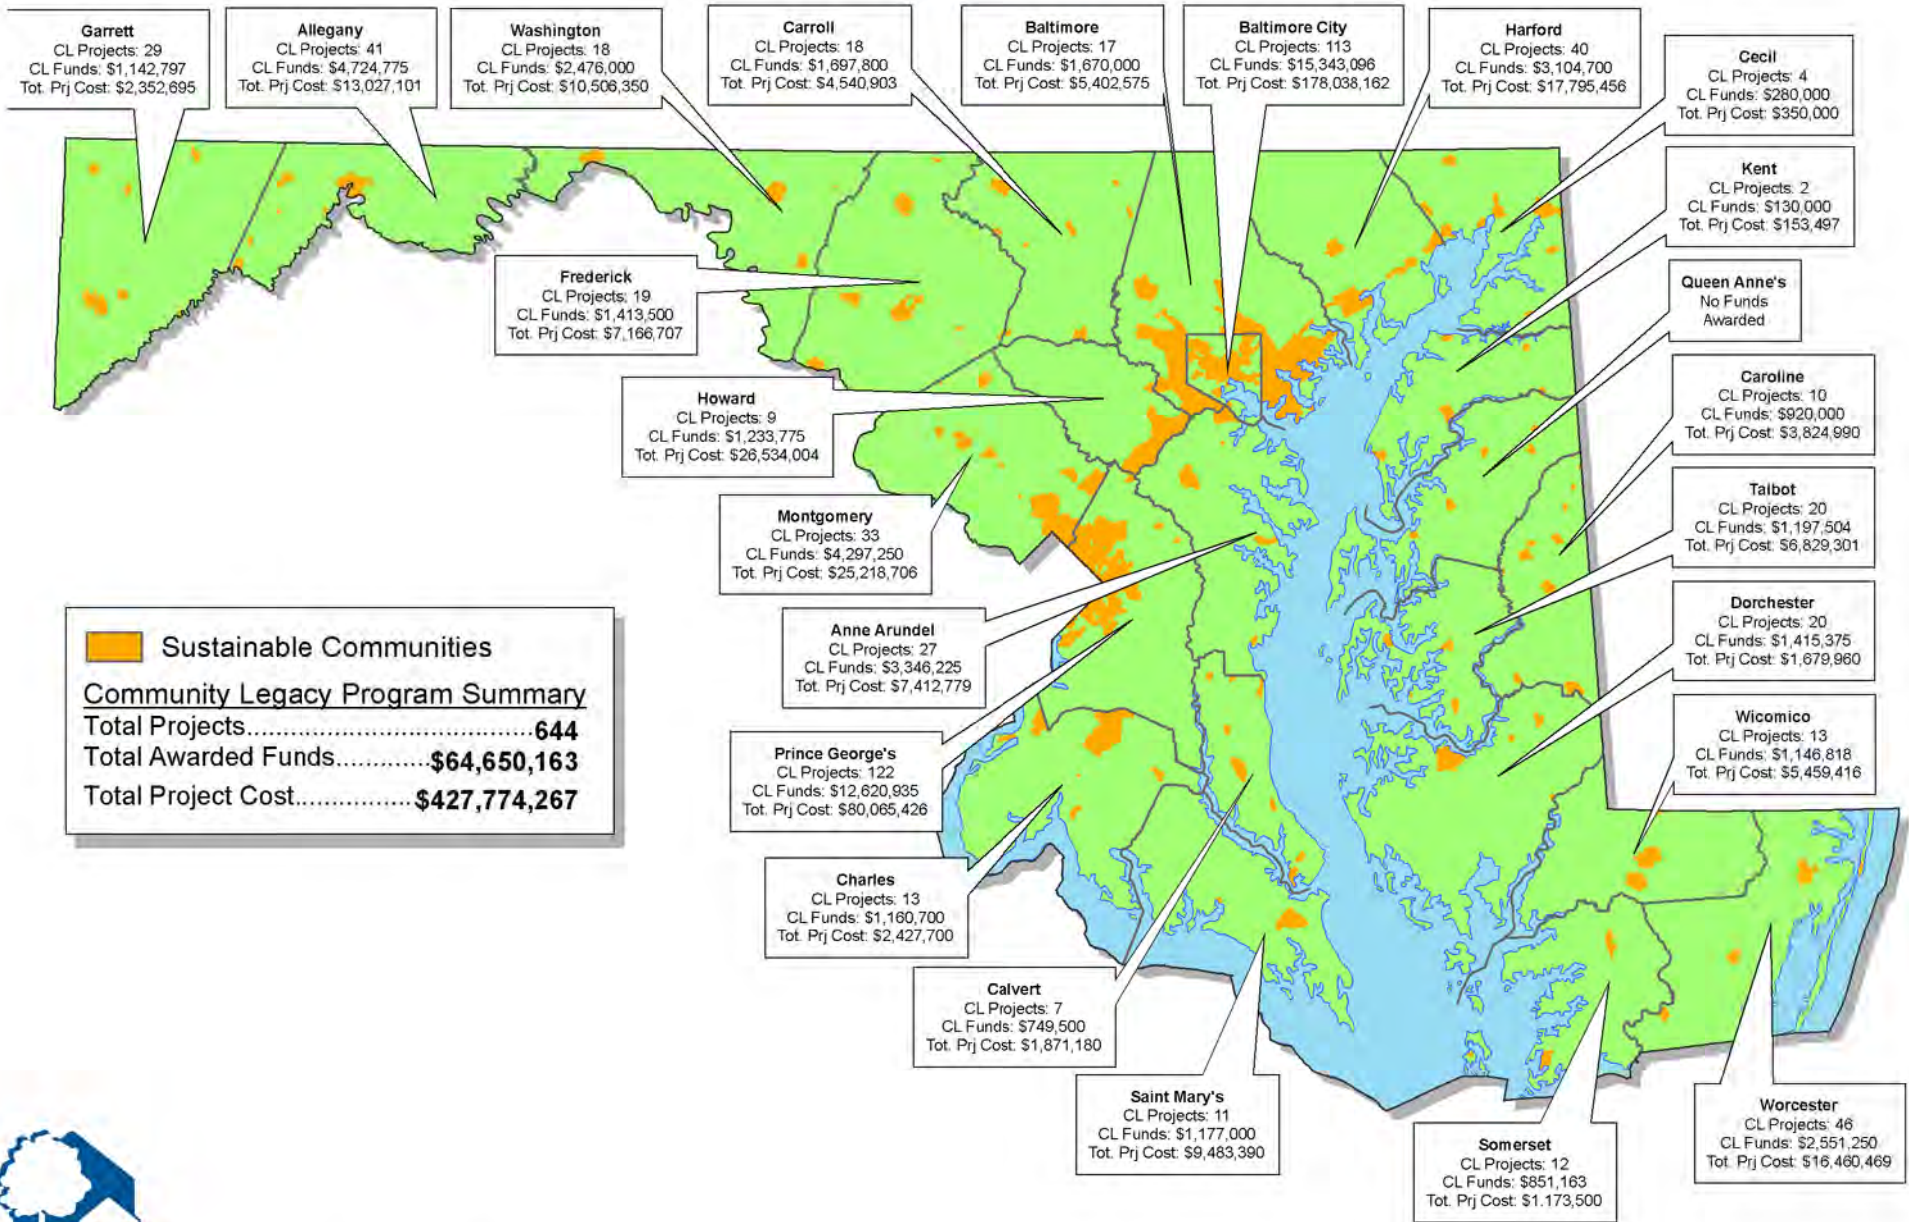 Garrett
CL Projects: 29
CL Funds: $1,142,797
Tot. Prj Cost: $2,352,695
Allegany
CL Projects: 41
CL Funds: $4,724,775
Tot. Prj Cost: $13,027,101
Washington
CL Projects: 18
CL Funds: $2,476,000
Tot. Prj Cost: $10,506,350
Carroll
CL Projects: 18
CL Funds: $1,697,800
Tot. Prj Cost: $4,540,903
Baltimore
CL Projects: 17
CL Funds: $1,670,000
Tot. Prj Cost: $5,402,575
Baltimore City
CL Projects: 113
CL Funds: $15,343,096
Tot. Prj Cost: $178,038,162
Harford
CL Projects: 40
CL Funds: $3,104,700
Tot. Prj Cost: $17,795,456
Cecil
CL Projects: 4
CL Funds: $280,000
Tot. Prj Cost: $350,000
Kent
CL Projects: 2
CL Funds: $130,000
Tot. Prj Cost: $153,497
Frederick
CL Projects: 19
CL Funds: $1,413,500
Tot. Prj Cost: $7,166,707
Queen Anne's
No Funds
Awarded
Howard
CL Projects: 9
CL Funds: $1,233,775
Tot. Prj Cost: $26,534,004
Caroline
CL Projects: 10
CL Funds: $920,000
Tot. Prj Cost: $3,824,990
Montgomery
CL Projects: 33
CL Funds: $4,297,250
Tot. Prj Cost: $25,218,706
Talbot
CL Projects: 20
CL Funds: $1,197,504
Tot. Prj Cost: $6,829,301
Dorchester
CL Projects: 20
CL Funds: $1,415,375
Tot. Prj Cost: $1,679,960
Anne Arundel
CL Projects: 27
CL Funds: $3,346,225
Tot. Prj Cost: $7,412,779
Sustainable Communities
Community Legacy Program Summary
Total Projects....................................644
Total Awarded Funds............$64,650,163
Total Project Cost................$427,774,267
Wicomico
CL Projects: 13
CL Funds: $1,146,818
Tot. Prj Cost: $5,459,416
Prince George's
CL Projects: 122
CL Funds: $12,620,935
Tot. Prj Cost: $80,065,426
Charles
CL Projects: 13
CL Funds: $1,160,700
Tot. Prj Cost: $2,427,700
Calvert
CL Projects: 7
CL Funds: $749,500
Tot. Prj Cost: $1,871,180
Saint Mary's
CL Projects: 11
CL Funds: $1,177,000
Tot. Prj Cost: $9,483,390
Somerset
CL Projects: 12
CL Funds: $851,163
Tot. Prj Cost: $1.173,500
Worcester
CL Projects: 46
CL Funds: $2,551,250
Tot. Prj Cost: $16,460,469